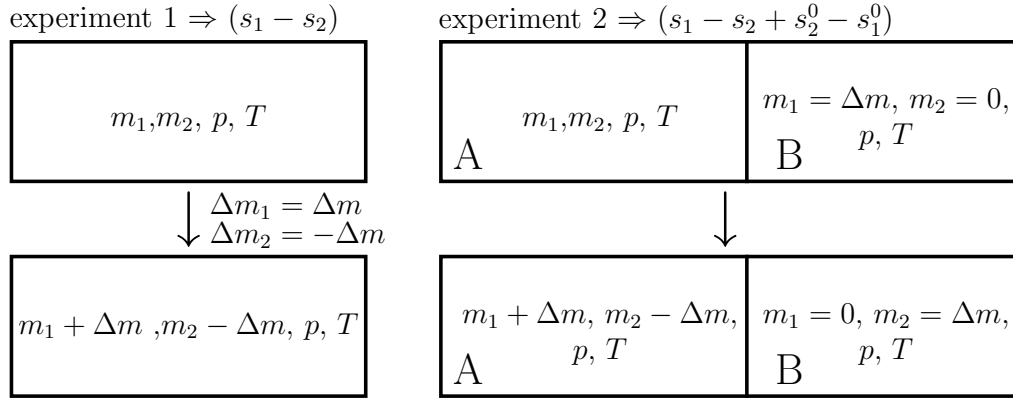 experiment 1 ⇒ (s₁ − s₂)
m₁,m₂, p, T
Δm₁ = Δm
Δm₂ = −Δm
m₁ + Δm ,m₂ − Δm, p, T
experiment 2 ⇒ (s₁ − s₂ + s₂⁰ − s₁⁰)
m₁,m₂, p, T
A
m₁ = Δm, m₂ = 0,
p, T
B
m₁ + Δm, m₂ − Δm,
p, T
A
m₁ = 0, m₂ = Δm,
p, T
B